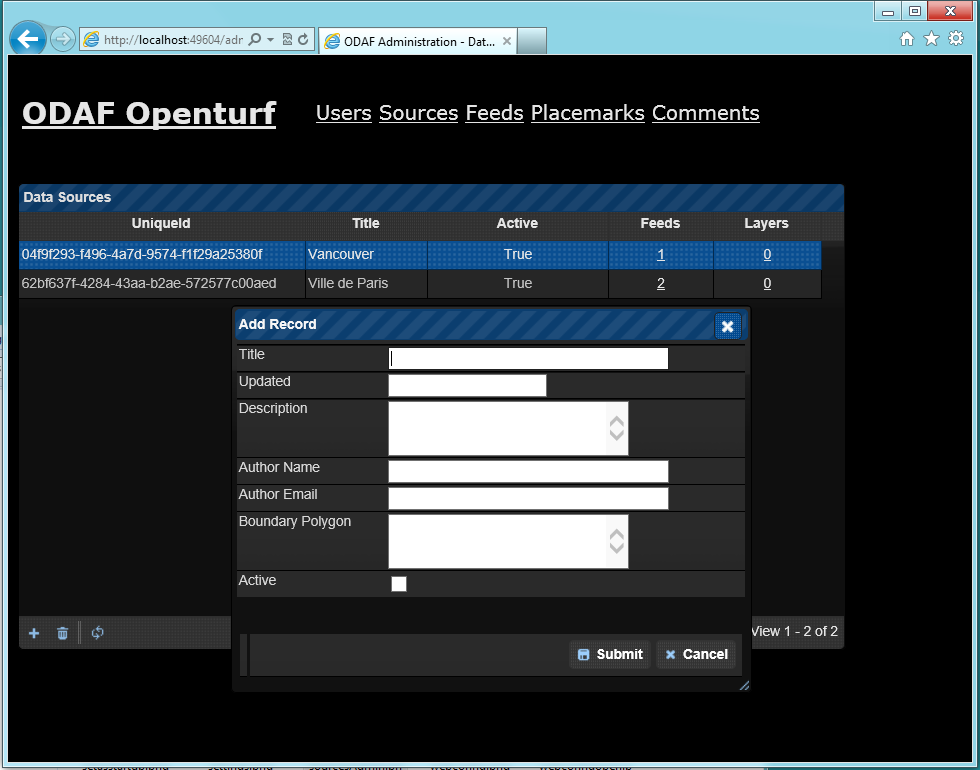 http://localhost:49604/adr
ODAF Administration - Dat...
ODAF Openturf Users Sources Feeds Placemarks Comments
Data Sources
UniqueId Title Active Feeds Layers
04f9f293-f496-4a7d-9574-f1f29a25380f Vancouver True 1 0
62bf637f-4284-43aa-b2ae-572577c00aed Ville de Paris True 2 0
Add Record
Title
Updated
Description
Author Name
Author Email
Boundary Polygon
Active
View 1 - 2 of 2
Submit Cancel